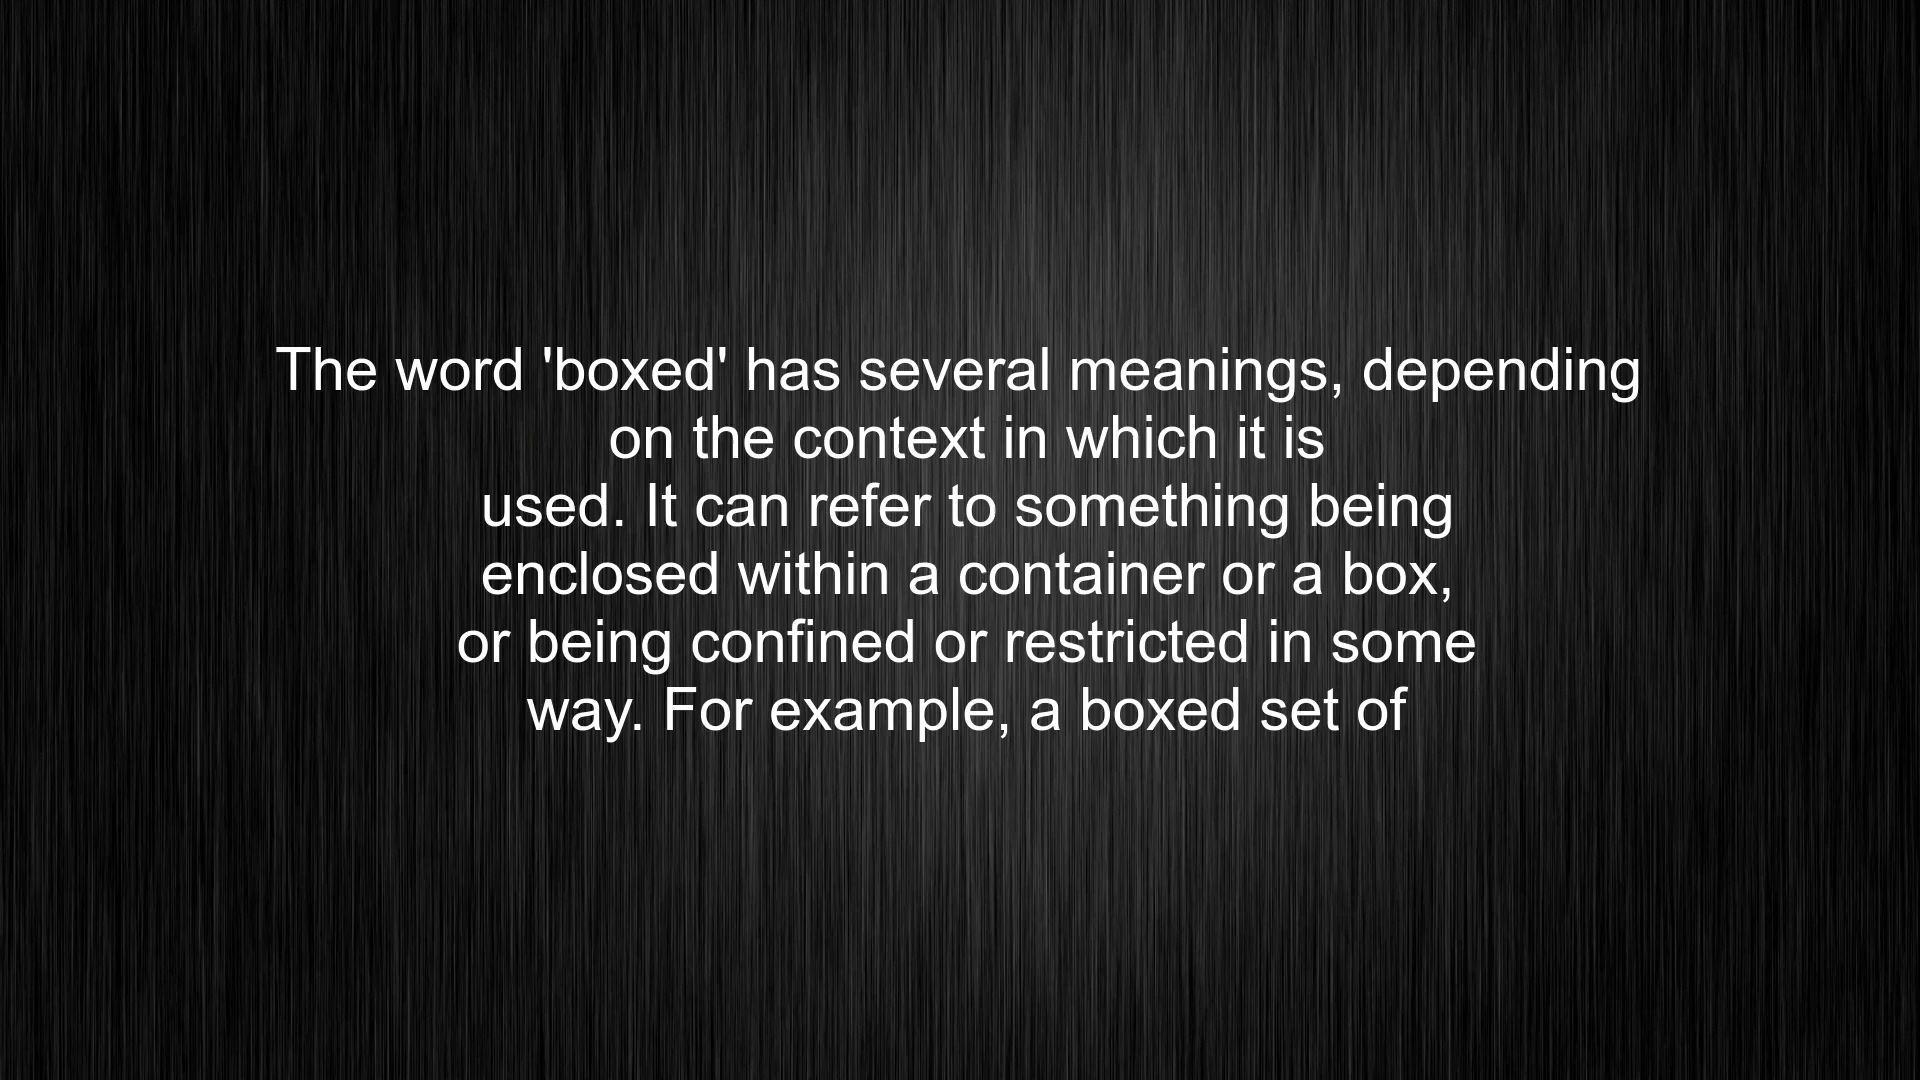 The word 'boxed' has several meanings, depending
on the context in which it is
used. It can refer to something being
enclosed within a container or a box,
or being confined or restricted in some
way. For example, a boxed set of